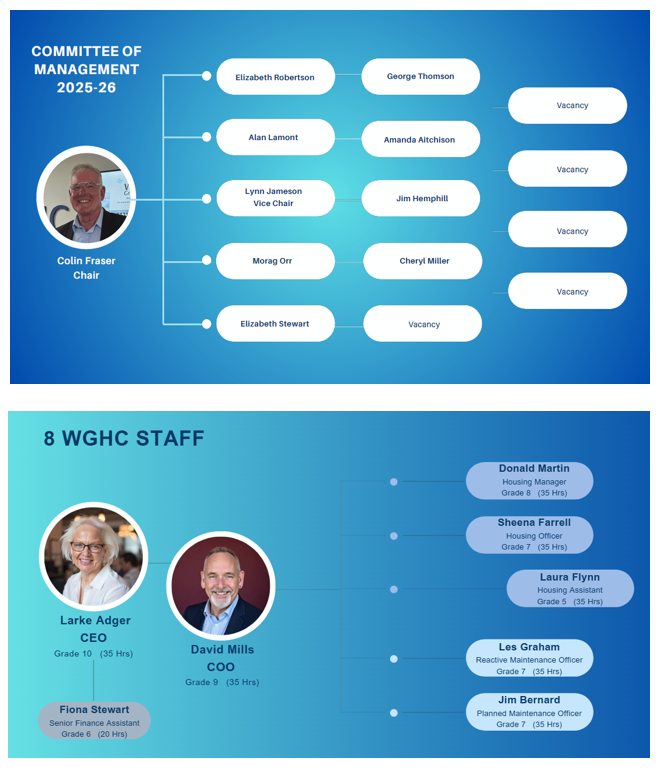 COMMITTEE OF
MANAGEMENT
2025-26
Colin Fraser
Chair
Elizabeth Robertson
George Thomson
Vacancy
Alan Lamont
Amanda Aitchison
Vacancy
Lynn Jameson
Vice Chair
Jim Hemphill
Vacancy
Morag Orr
Cheryl Miller
Vacancy
Elizabeth Stewart
Vacancy
8 WGHC STAFF
Larke Adger
CEO
Grade 10 (35 Hrs)
Fiona Stewart
Senior Finance Assistant
Grade 6 (20 Hrs)
David Mills
COO
Grade 9 (35 Hrs)
Donald Martin
Housing Manager
Grade 8 (35 Hrs)
Sheena Farrell
Housing Officer
Grade 7 (35 Hrs)
Laura Flynn
Housing Assistant
Grade 5 (35 Hrs)
Les Graham
Reactive Maintenance Officer
Grade 7 (35 Hrs)
Jim Bernard
Planned Maintenance Officer
Grade 7 (35 Hrs)